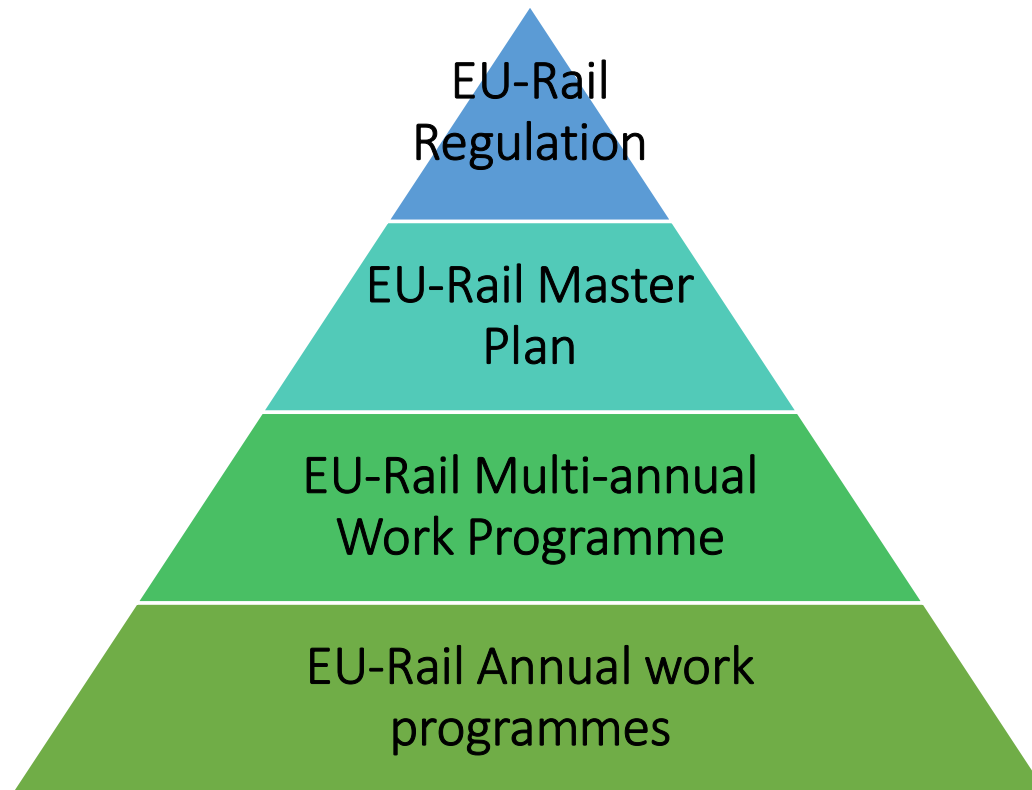 EU-Rail
Regulation
EU-Rail Master
Plan
EU-Rail Multi-annual
Work Programme
EU-Rail Annual work
programmes